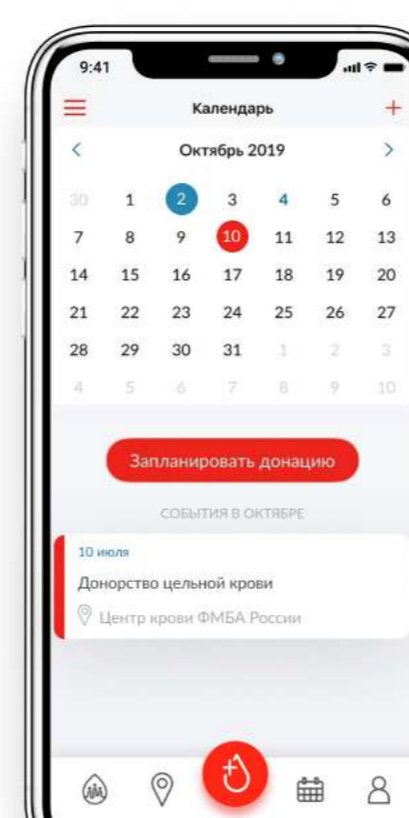 9:41
Календарь
+
< Октябрь 2019 >
30 1 2 3 4 5 6
7 8 9 10 11 12 13
14 15 16 17 18 19 20
21 22 23 24 25 26 27
28 29 30 31 1 2 3
4 5 6 7 8 9 10
Запланировать донацию
СОБЫТИЯ В ОКТЯБРЕ
10 июля
Донорство цельной крови
Центр крови ФМБА России